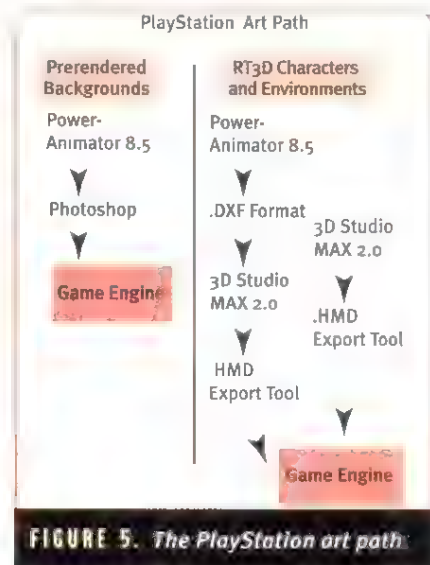 PlayStation Art Path
Prerendered
Backgrounds
Power-
Animator 8.5
Photoshop
Game Engine
RT3D Characters
and Environments
Power-
Animator 8.5
.DXF Format
3D Studio
MAX 2.0
HMD
Export Tool
3D Studio
MAX 2.0
.HMD
Export Tool
Game Engine
FIGURE 5. The PlayStation art path.